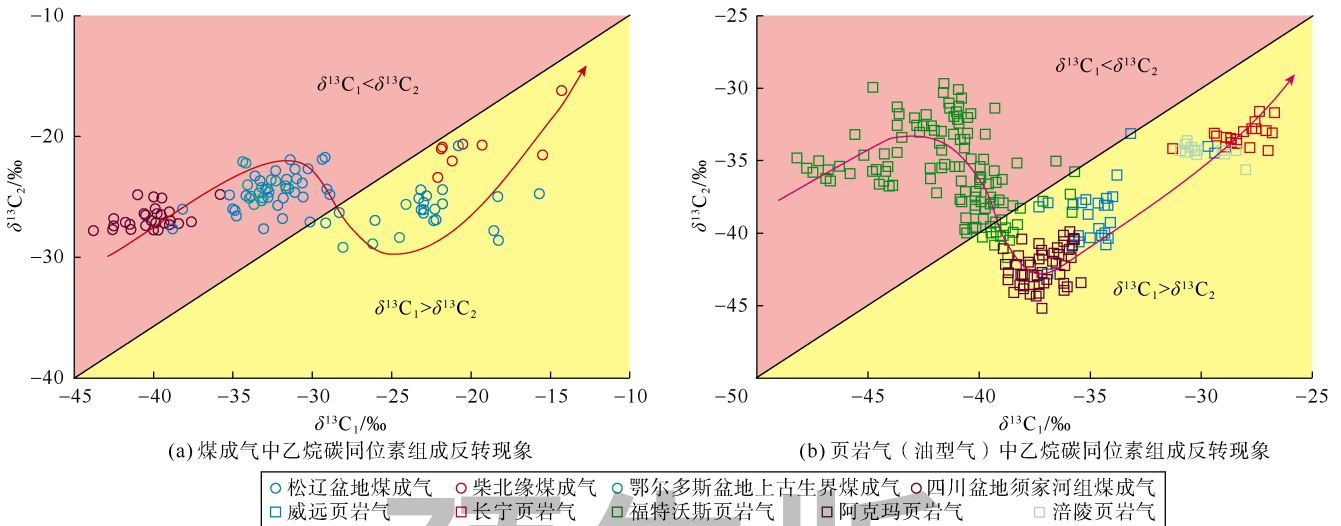 −10
−20
−30
−40
δ¹³C₂/‰
δ¹³C₁<δ¹³C₂
δ¹³C₁>δ¹³C₂
−45 −40 −35 −30 −25 −20 −15 −10
δ¹³C₁/‰
(a) 煤成气中乙烷碳同位素组成反转现象
−25
−30
−35
−40
−45
−50
δ¹³C₂/‰
δ¹³C₁<δ¹³C₂
δ¹³C₁>δ¹³C₂
−45 −40 −35 −30 −25
δ¹³C₁/‰
(b) 页岩气（油型气）中乙烷碳同位素组成反转现象
松辽盆地煤成气 柴北缘煤成气 鄂尔多斯盆地上古生界煤成气 四川盆地须家河组煤成气
威远页岩气 长宁页岩气 福特沃斯页岩气 阿克玛页岩气 涪陵页岩气